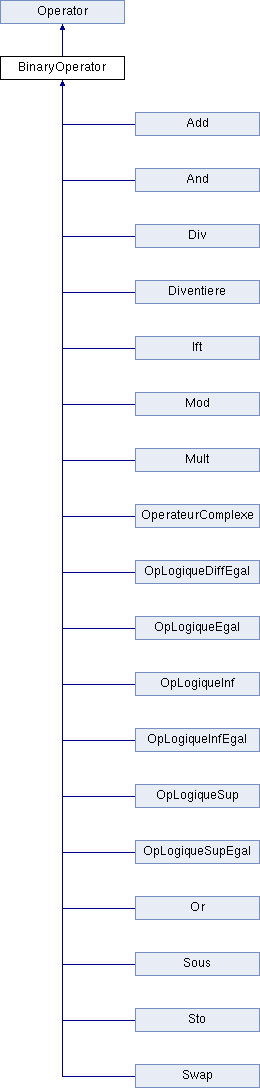 Operator
BinaryOperator
Add
And
Div
Diventiere
Ift
Mod
Mult
OperateurComplexe
OpLogiqueDiffEgal
OpLogiqueEgal
OpLogiqueInf
OpLogiqueInfEgal
OpLogiqueSup
OpLogiqueSupEgal
Or
Sous
Sto
Swap